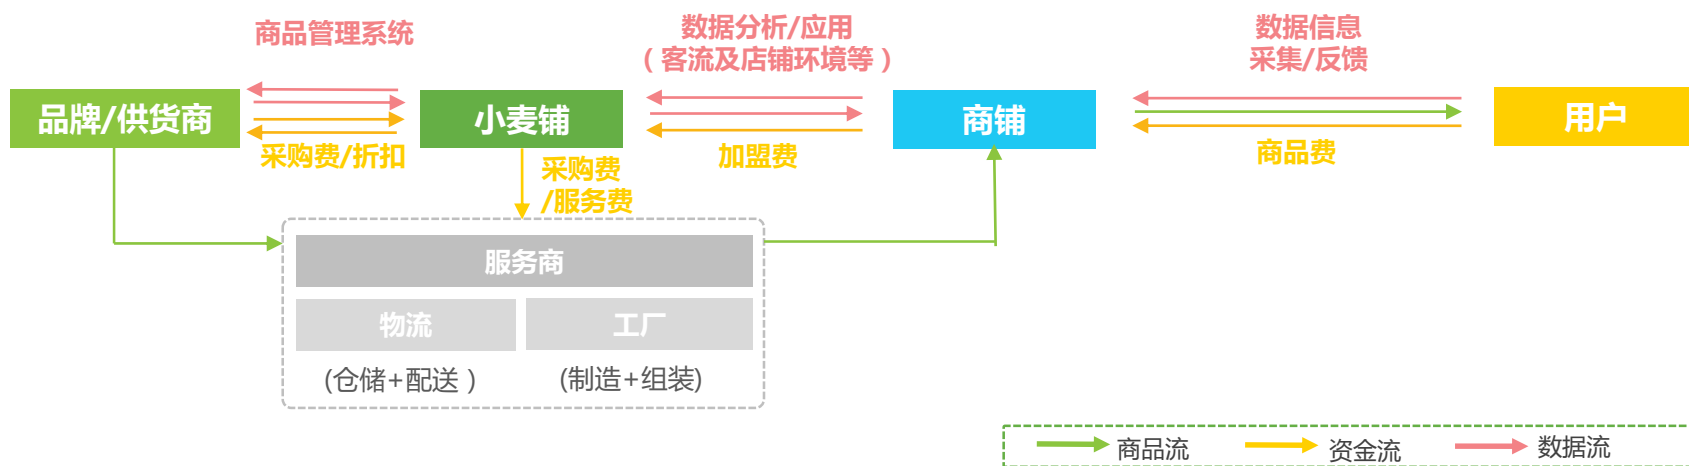 商品管理系统
数据分析/应用
（客流及店铺环境等）
数据信息
采集/反馈
品牌/供货商
小麦铺
商铺
用户
采购费/折扣
采购费
/服务费
加盟费
商品费
服务商
物流
工厂
(仓储+配送）
(制造+组装)
商品流
资金流
数据流